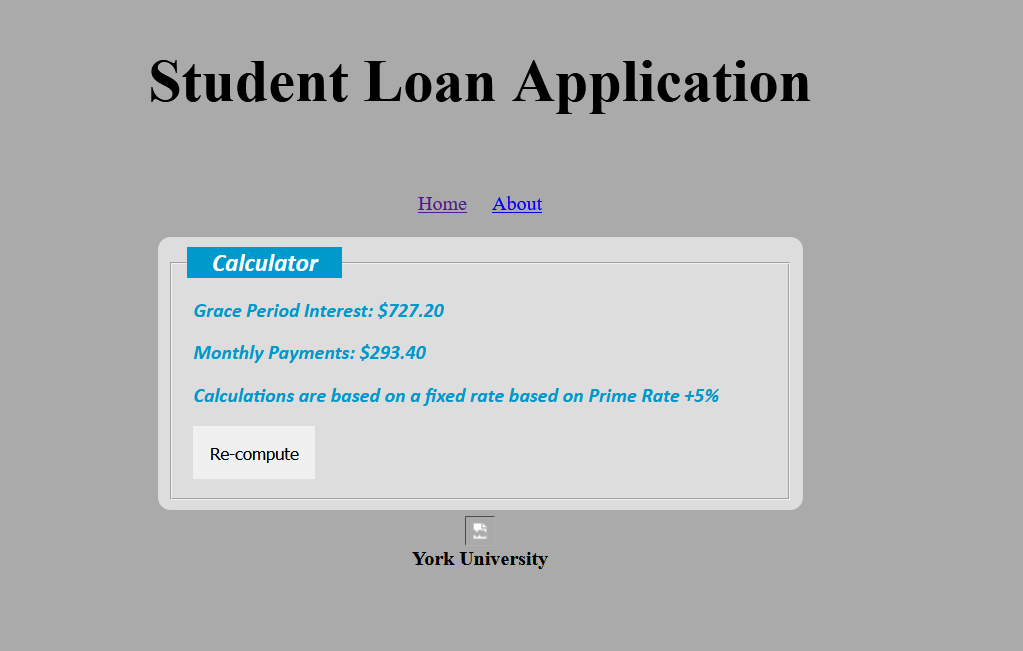 Student Loan Application
Home About
Calculator
Grace Period Interest: $727.20
Monthly Payments: $293.40
Calculations are based on a fixed rate based on Prime Rate +5%
Re-compute
York University